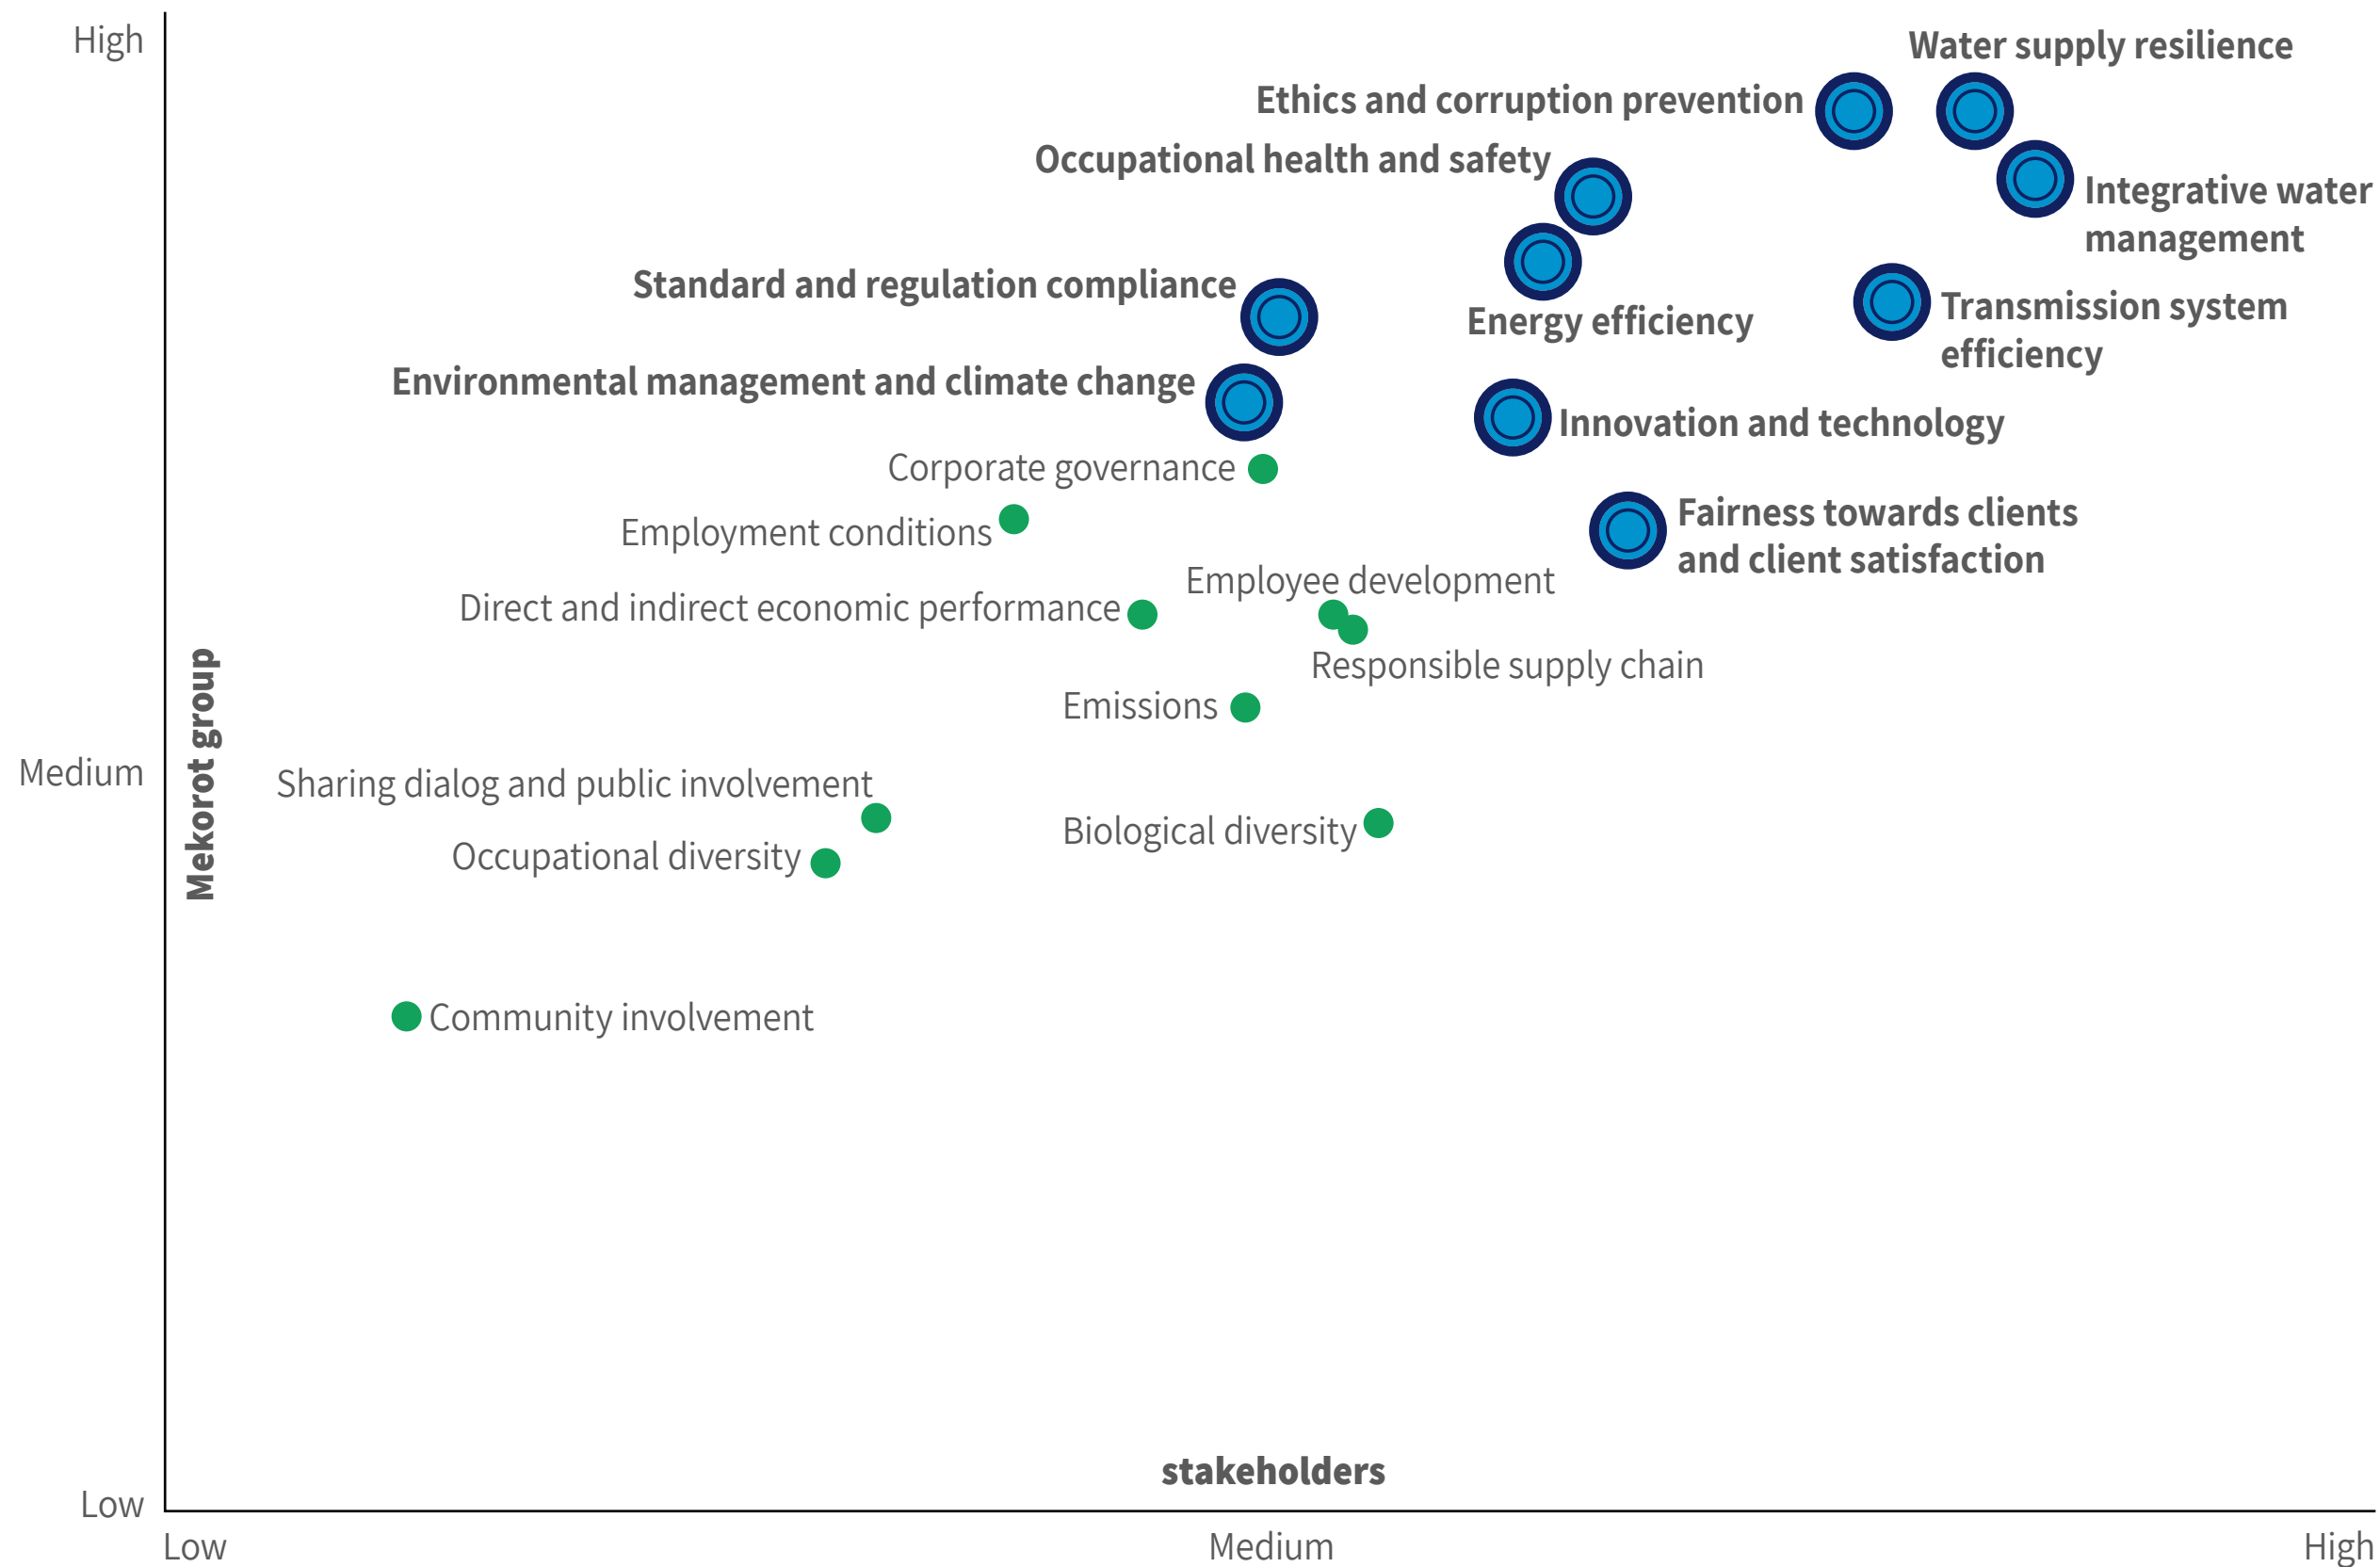 High
Water supply resilience
Ethics and corruption prevention
Occupational health and safety
Integrative water
management
Standard and regulation compliance
Energy efficiency
Transmission system
efficiency
Environmental management and climate change
Innovation and technology
Corporate governance
Employment conditions
Fairness towards clients
and client satisfaction
Employee development
Direct and indirect economic performance
Responsible supply chain
Emissions
Medium
Mekorot group
Sharing dialog and public involvement
Biological diversity
Occupational diversity
Community involvement
stakeholders
Low
Low
Medium
High